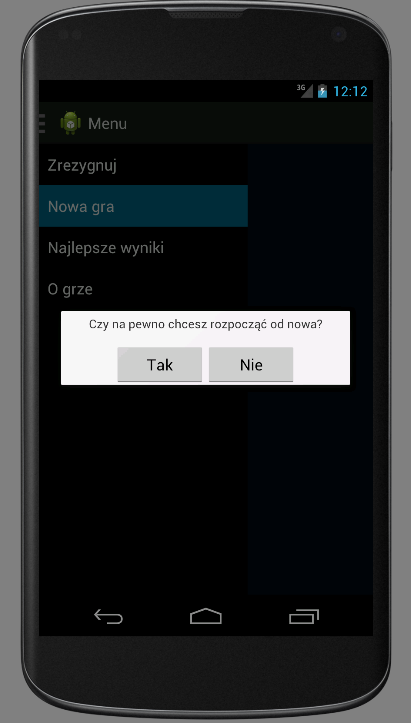 3G 12:12
Menu
Zrezygnuj
Nowa gra
Najlepsze wyniki
O grze
Czy na pewno chcesz rozpocząć od nowa?
Tak Nie